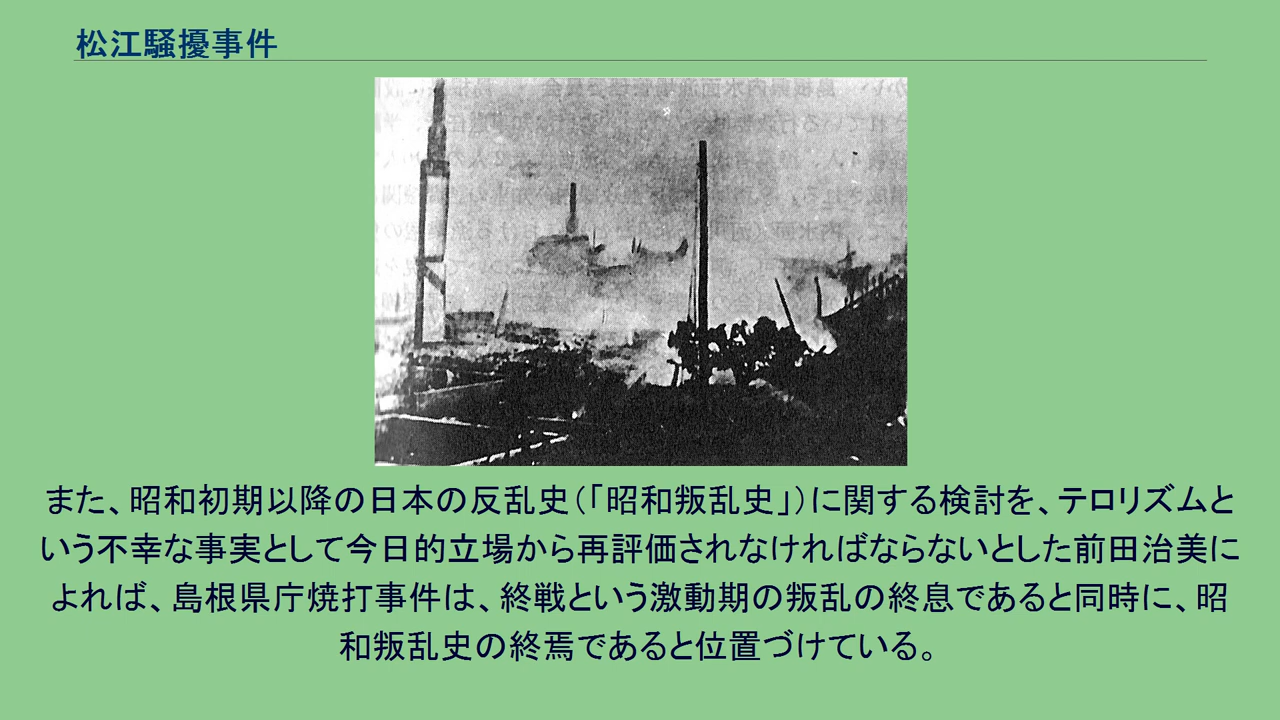 松江騒擾事件
また、昭和初期以降の日本の反乱史（「昭和叛乱史」）に関する検討を、テロリズムと
いう不幸な事実として今日的立場から再評価されなければならないとした前田治美に
よれば、島根県庁焼打事件は、終戦という激動期の叛乱の終息であると同時に、昭
和叛乱史の終焉であると位置づけている。